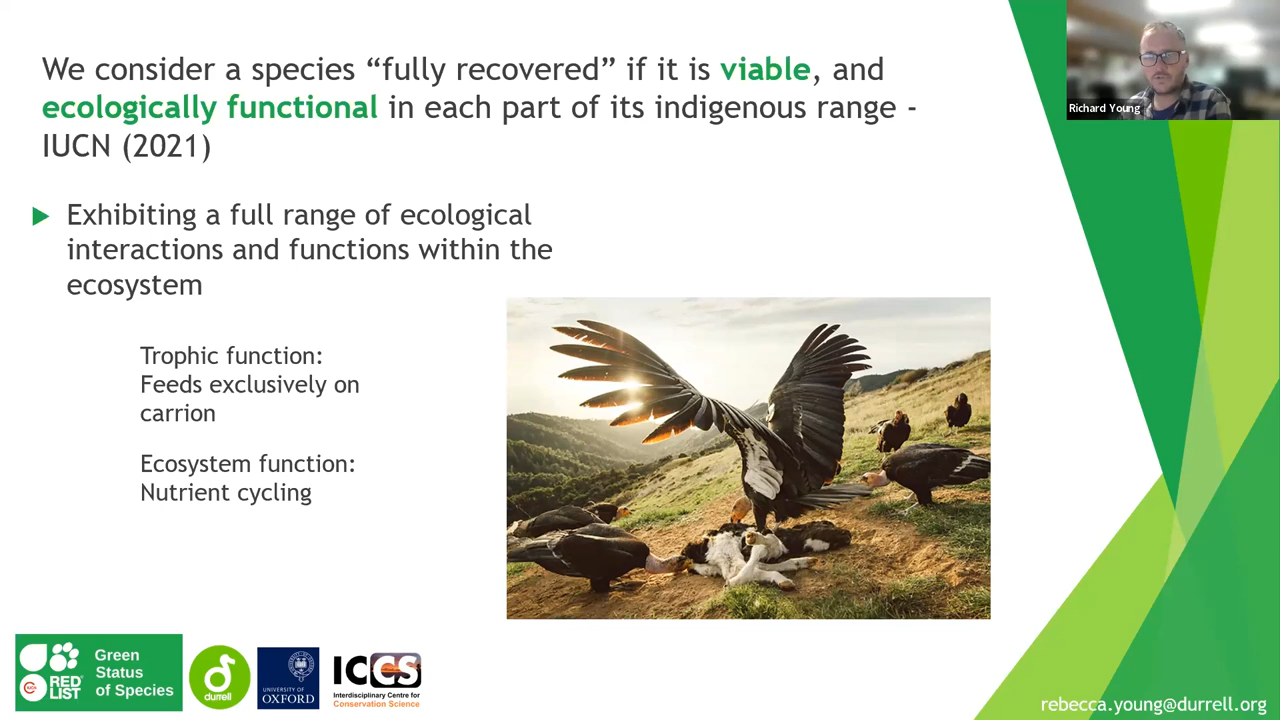 We consider a species “fully recovered” if it is viable, and
ecologically functional in each part of its indigenous range -
IUCN (2021)
Richard Young
Exhibiting a full range of ecological
interactions and functions within the
ecosystem
Trophic function:
Feeds exclusively on
carrion
Ecosystem function:
Nutrient cycling
RED
LIST
Green
Status
of Species
durrell
UNIVERSITY OF
OXFORD
ICCS
Interdisciplinary Centre for
Conservation Science
rebecca.young@durrell.org